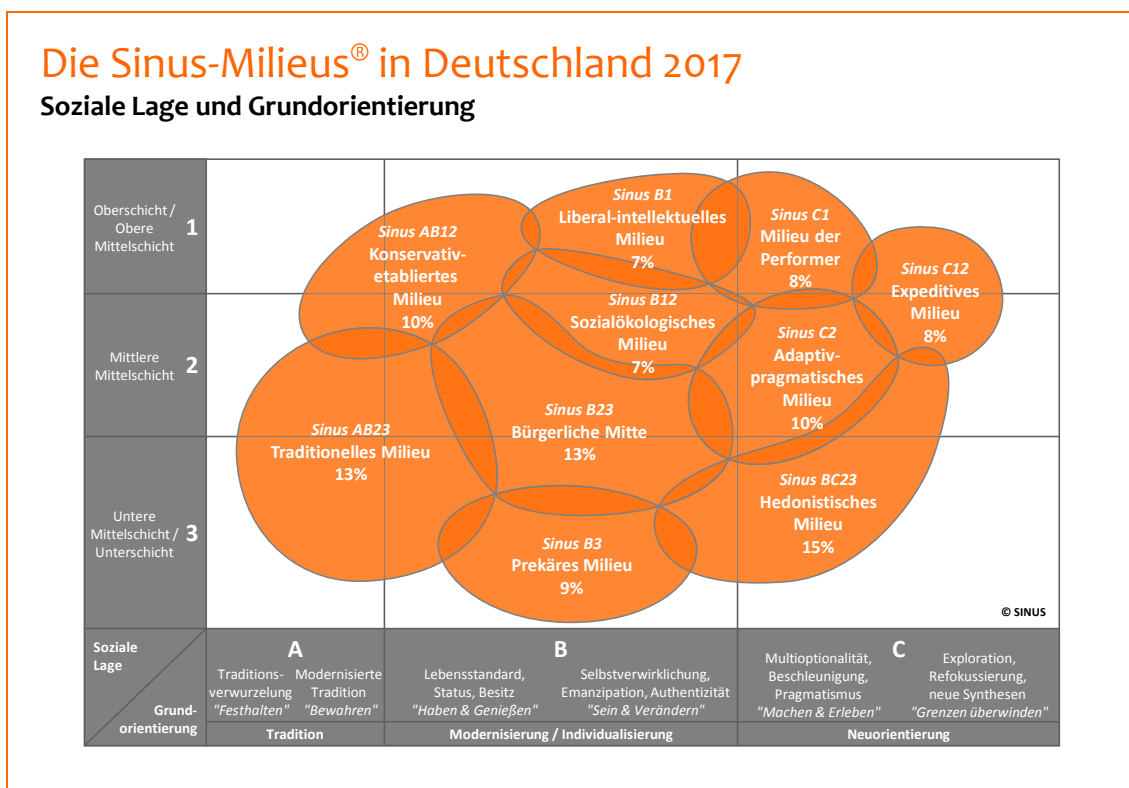 Die Sinus-Milieus® in Deutschland 2017
Soziale Lage und Grundorientierung
Oberschicht /
Obere
Mittelschicht
1
Mittlere
Mittelschicht
2
Untere
Mittelschicht /
Unterschicht
3
Sinus AB12
Konservativ-
etabliertes
Milieu
10%
Sinus B1
Liberal-intellektuelles
Milieu
7%
Sinus C1
Milieu der
Performer
8%
Sinus C12
Expeditives
Milieu
8%
Sinus B12
Sozialökologisches
Milieu
7%
Sinus C2
Adaptiv-
pragmatisches
Milieu
10%
Sinus AB23
Traditionelles Milieu
13%
Sinus B23
Bürgerliche Mitte
13%
Sinus BC23
Hedonistisches
Milieu
15%
Sinus B3
Prekäres Milieu
9%
© SINUS
Soziale
Lage
Grund-
orientierung
A
Traditions-
verwurzelung
"Festhalten"
Modernisierte
Tradition
"Bewahren"
Tradition
B
Lebensstandard,
Status, Besitz
"Haben & Genießen"
Selbstverwirklichung,
Emanzipation, Authentizität
"Sein & Verändern"
Modernisierung / Individualisierung
C
Multioptionalität,
Beschleunigung,
Pragmatismus
"Machen & Erleben"
Exploration,
Refokussierung,
neue Synthesen
"Grenzen überwinden"
Neuorientierung